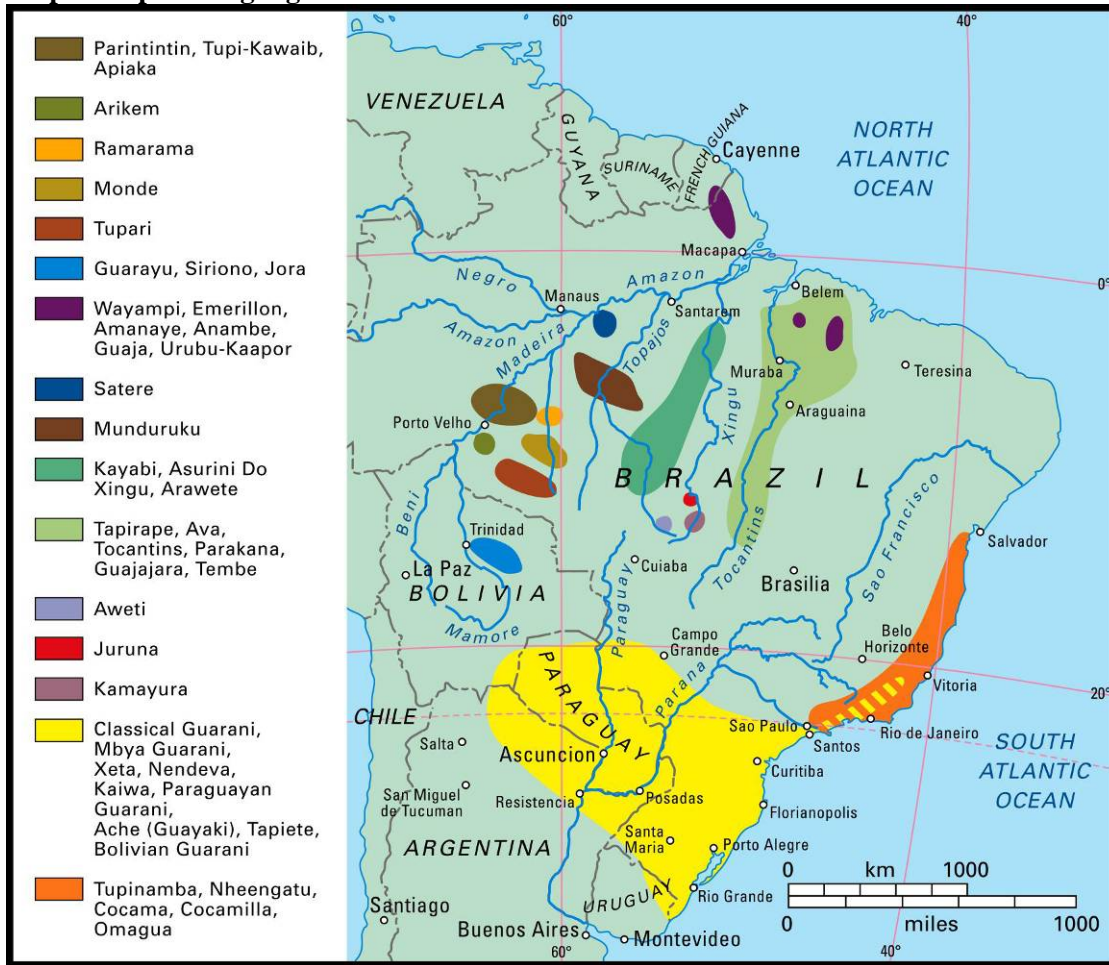 Parintintin, Tupi-Kawaib,
Apiaka
Arikem
Ramarama
Monde
Tupari
Guarayu, Siriono, Jora
Wayampi, Emerillon,
Amanaye, Anambe,
Guaja, Urubu-Kaapor
Satere
Munduruku
Kayabi, Asurini Do
Xingu, Arawete
Tapirape, Ava,
Tocantins, Parakana,
Guajajara, Tembe
Aweti
Juruna
Kamayura
Classical Guarani,
Mbya Guarani,
Xeta, Nendeva,
Kaiwa, Paraguayan
Guarani,
Ache (Guayaki), Tapiete,
Bolivian Guarani
Tupinamba, Nheengatu,
Cocama, Cocamilla,
Omagua
60°
40°
VENEZUELA
GUYANA
SURINAME
FRENCH GUIANA
Cayenne
NORTH
ATLANTIC
OCEAN
Macapa
0°
Negro
Amazon
Manaus
Santarem
Belem
Amazon
Madeira
Topajos
Xingu
Muraba
Teresina
Araguaina
Porto Velho
BRAZIL
Beni
Trinidad
Tocantins
Sao Francisco
Salvador
La Paz
BOLIVIA
Cuiaba
Brasilia
Mamore
Paraguay
Campo
Grande
Belo
Horizonte
Vitoria
20°
PARAGUAY
Parana
CHILE
Sao Paulo
Santos
Rio de Janeiro
Salta
Ascuncion
Curitiba
SOUTH
ATLANTIC
OCEAN
San Miguel
de Tucuman
Resistencia
Posadas
Florianopolis
Santa
Maria
Porto Alegre
ARGENTINA
URUGUAY
Rio Grande
Santiago
Buenos Aires
Montevideo
0 km 1000
0 miles 1000
60°
40°